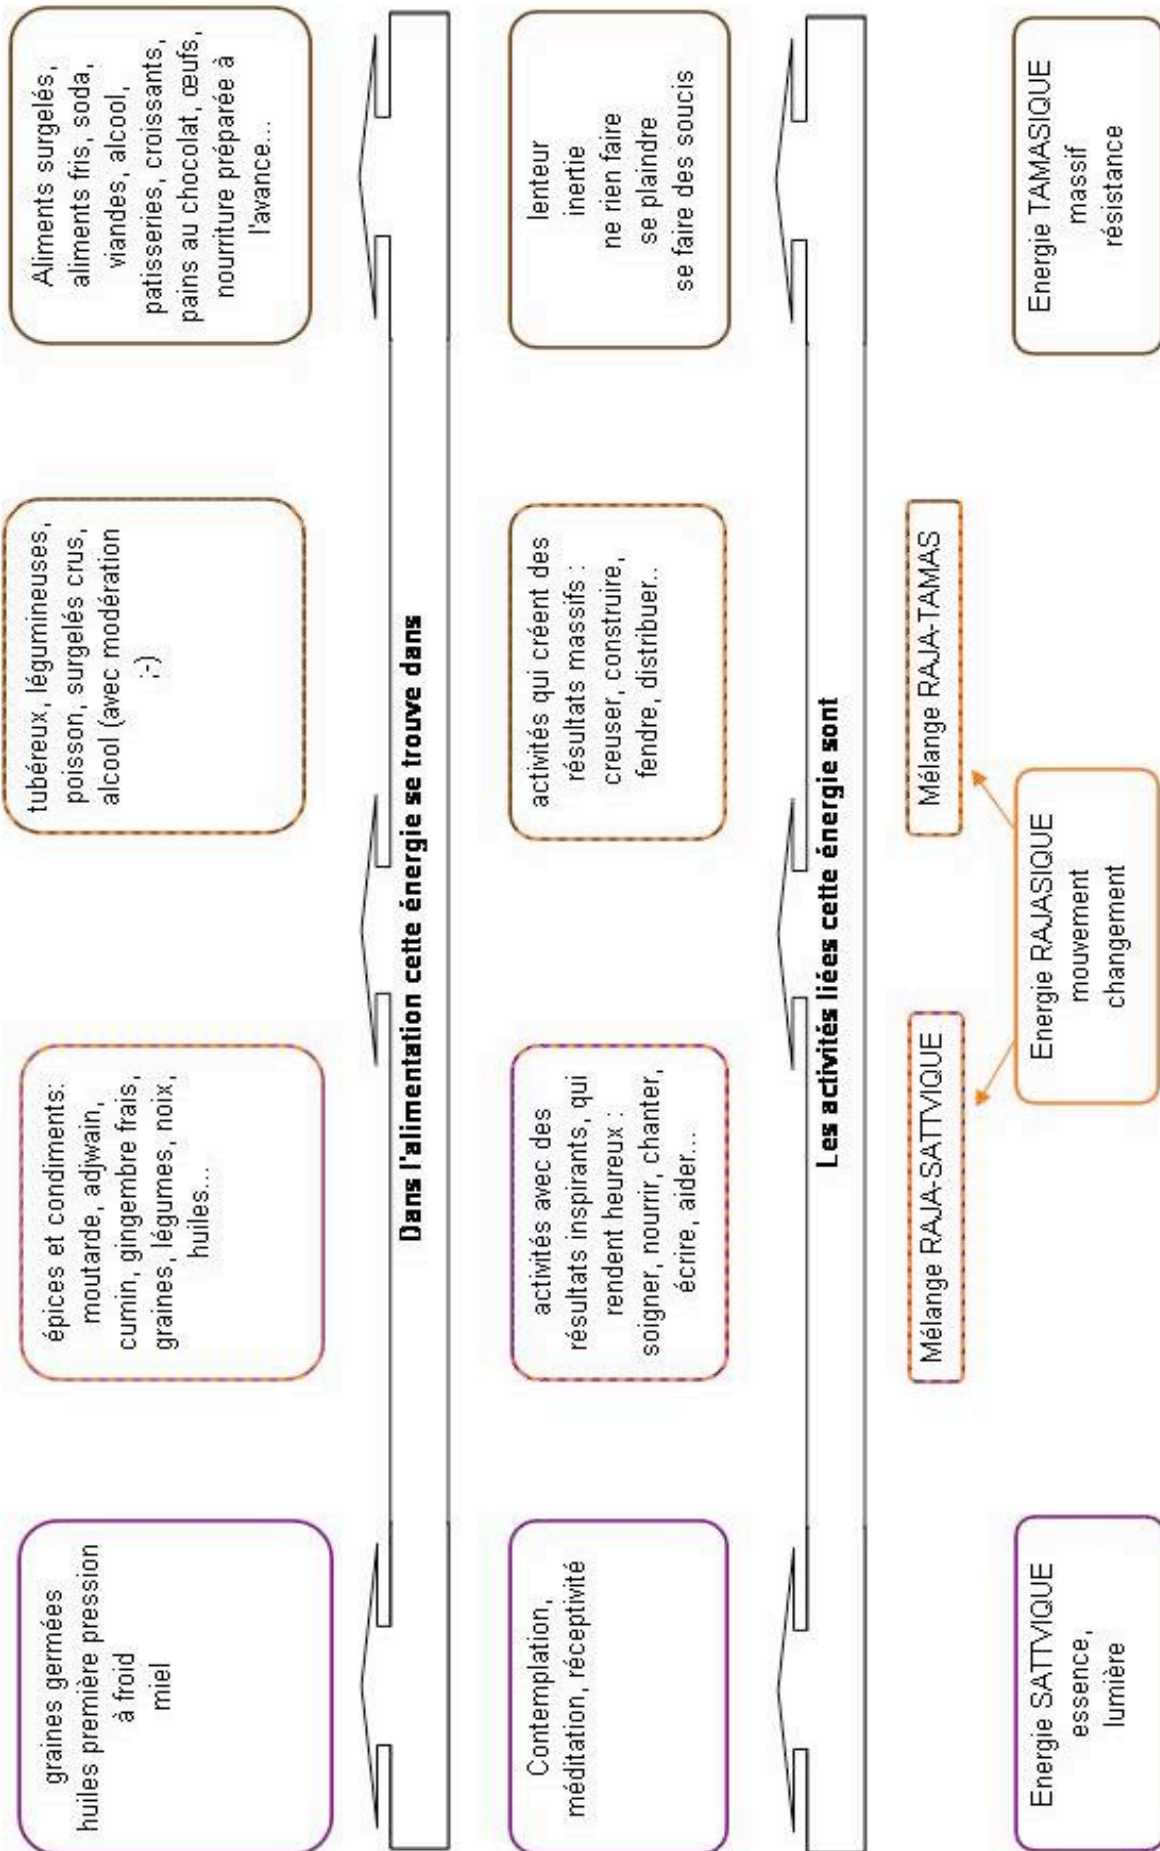 graines germées
huiles première pression
à froid
miel
épices et condiments:
moutarde, adjwain,
cumin, gingembre frais,
graines, légumes, noix,
huiles...
tubéreux, légumineuses,
poisson, surgelés crus,
alcool (avec modération
;-)
Aliments surgelés,
aliments fris, soda,
viandes, alcool,
patisseries, croissants,
pains au chocolat, œufs,
nourriture préparée à
l'avance...
Dans l'alimentation cette énergie se trouve dans
Contemplation,
méditation, réceptivité
activités avec des
résultats inspirants, qui
rendent heureux :
soigner, nourrir, chanter,
écrire, aider...
activités qui créent des
résultats massifs :
creuser, construire,
fendre, distribuer..
lenteur
inertie
ne rien faire
se plaindre
se faire des soucis
Les activités liées cette énergie sont
Mélange RAJA-SATTVIQUE
Mélange RAJA-TAMAS
Energie SATTVIQUE
essence,
lumière
Energie RAJASIQUE
mouvement
changement
Energie TAMASIQUE
massif
résistance